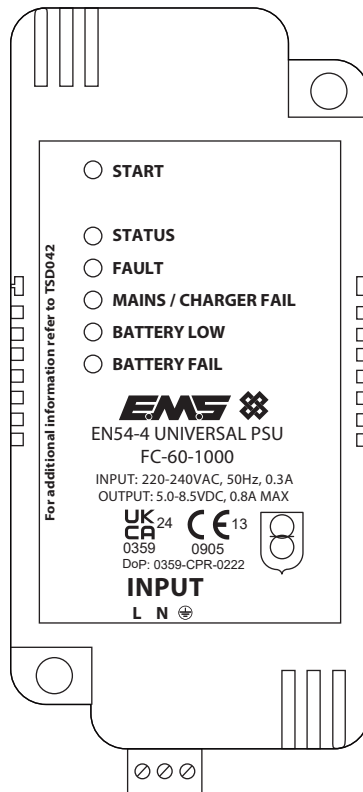 START
STATUS
FAULT
MAINS / CHARGER FAIL
BATTERY LOW
BATTERY FAIL
For additional information refer to TSD042
E.M.S
EN54-4 UNIVERSAL PSU
FC-60-1000
INPUT: 220-240VAC, 50Hz, 0.3A
OUTPUT: 5.0-8.5VDC, 0.8A MAX
UK 24 CE 13
CA
0359 0905
DoP: 0359-CPR-0222
INPUT
L N